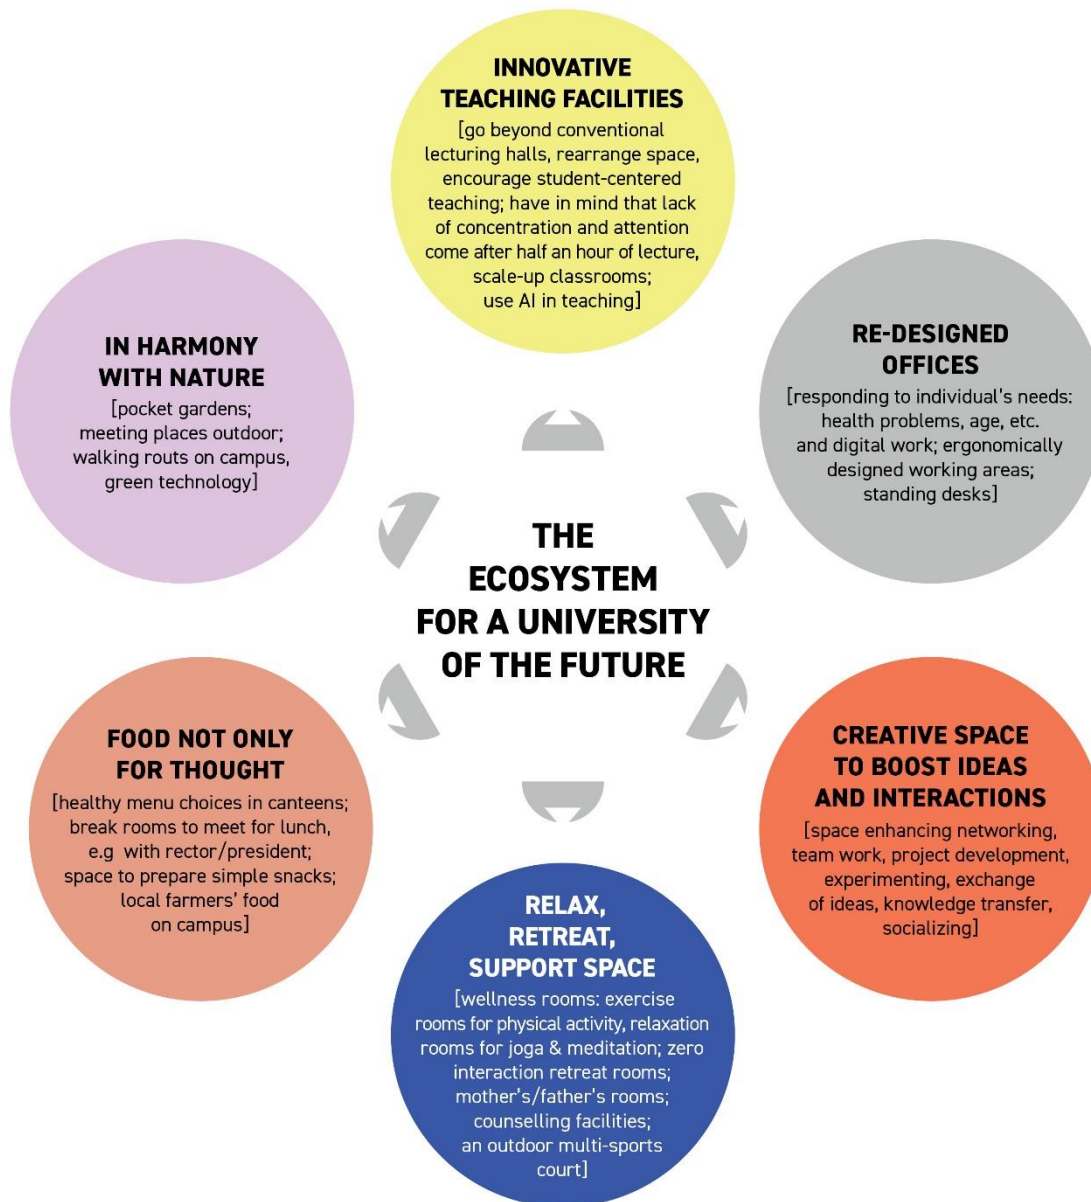 INNOVATIVE
TEACHING FACILITIES
[go beyond conventional
lecturing halls, rearrange space,
encourage student-centered
teaching; have in mind that lack
of concentration and attention
come after half an hour of lecture,
scale-up classrooms;
use AI in teaching]
IN HARMONY
WITH NATURE
[pocket gardens;
meeting places outdoor;
walking routs on campus,
green technology]
RE-DESIGNED
OFFICES
[responding to individual's needs:
health problems, age, etc.
and digital work; ergonomically
designed working areas;
standing desks]
THE
ECOSYSTEM
FOR A UNIVERSITY
OF THE FUTURE
FOOD NOT ONLY
FOR THOUGHT
[healthy menu choices in canteens;
break rooms to meet for lunch,
e.g with rector/president;
space to prepare simple snacks;
local farmers' food
on campus]
CREATIVE SPACE
TO BOOST IDEAS
AND INTERACTIONS
[space enhancing networking,
team work, project development,
experimenting, exchange
of ideas, knowledge transfer,
socializing]
RELAX,
RETREAT,
SUPPORT SPACE
[wellness rooms: exercise
rooms for physical activity, relaxation
rooms for joga & meditation; zero
interaction retreat rooms;
mother's/father's rooms;
counselling facilities;
an outdoor multi-sports
court]